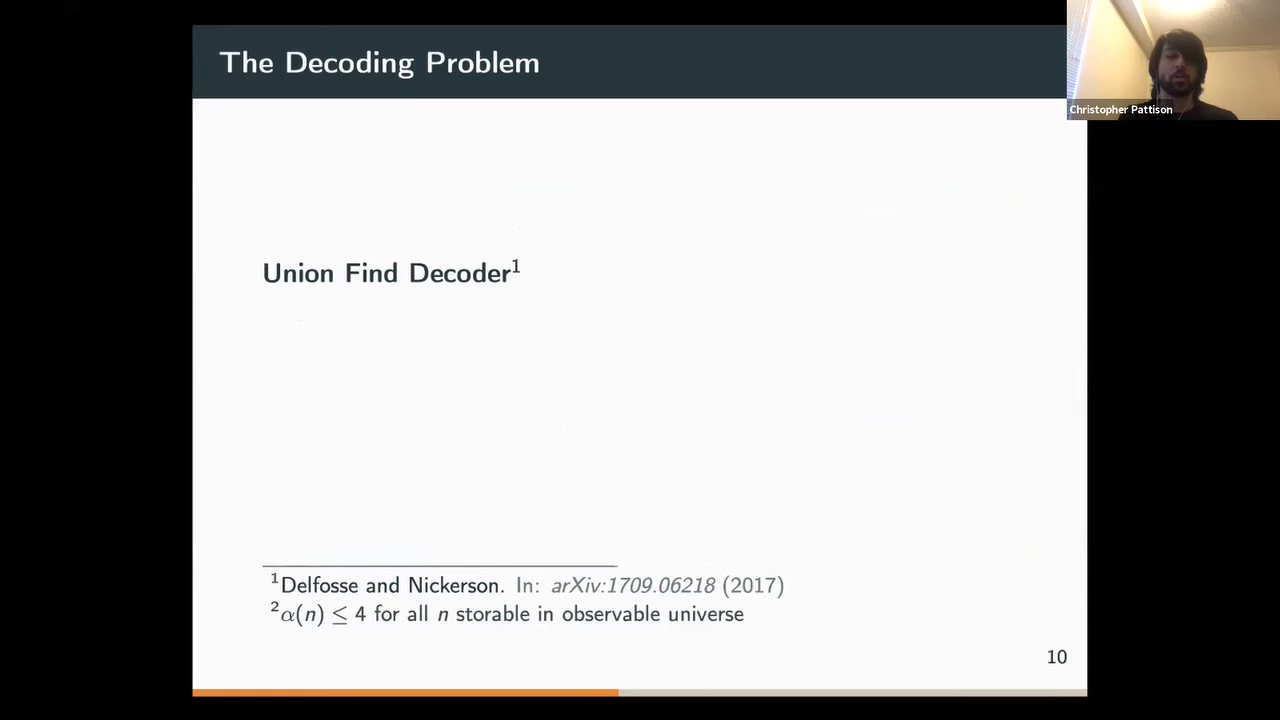 The Decoding Problem
Christopher Pattison
Union Find Decoder¹
¹Delfosse and Nickerson. In: arXiv:1709.06218 (2017)
²α(n) ≤ 4 for all n storable in observable universe
10